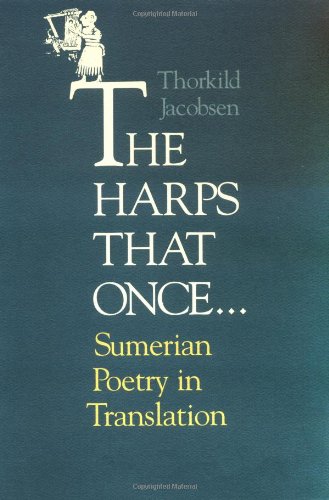 Thorkild
Jacobsen
THE
HARPS
THAT
ONCE...
Sumerian
Poetry in
Translation